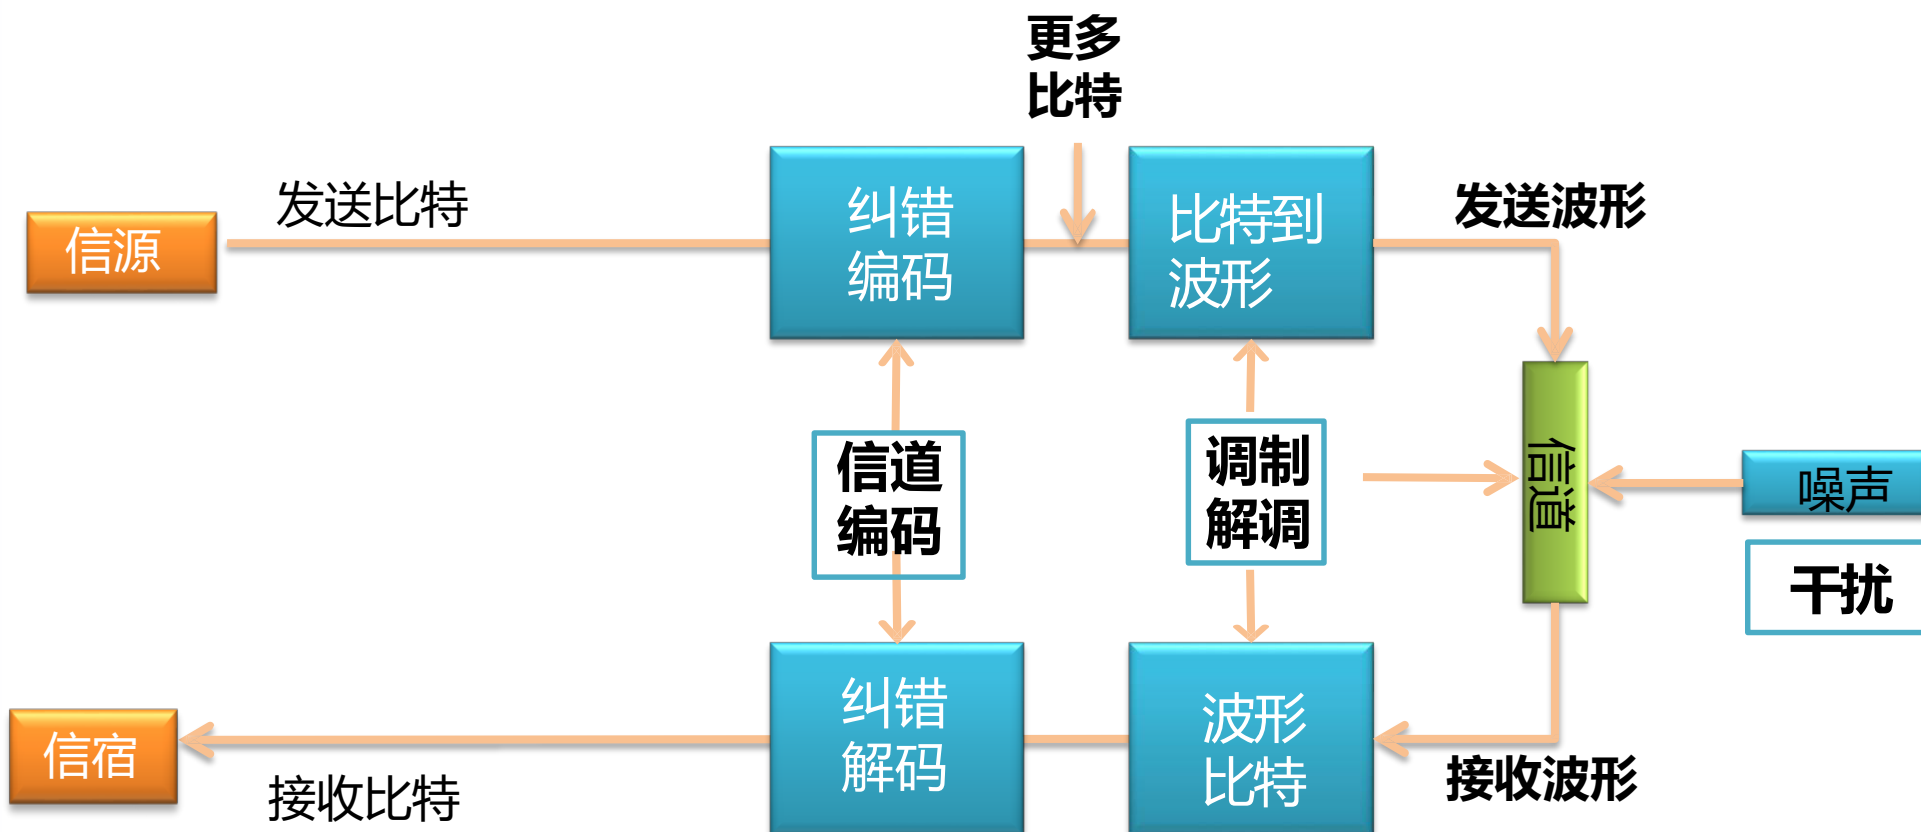 更多
比特
发送比特
信源
纠错
编码
比特到
波形
发送波形
信道
编码
调制
解调
信道
噪声
干扰
信宿
接收比特
纠错
解码
波形
比特
接收波形